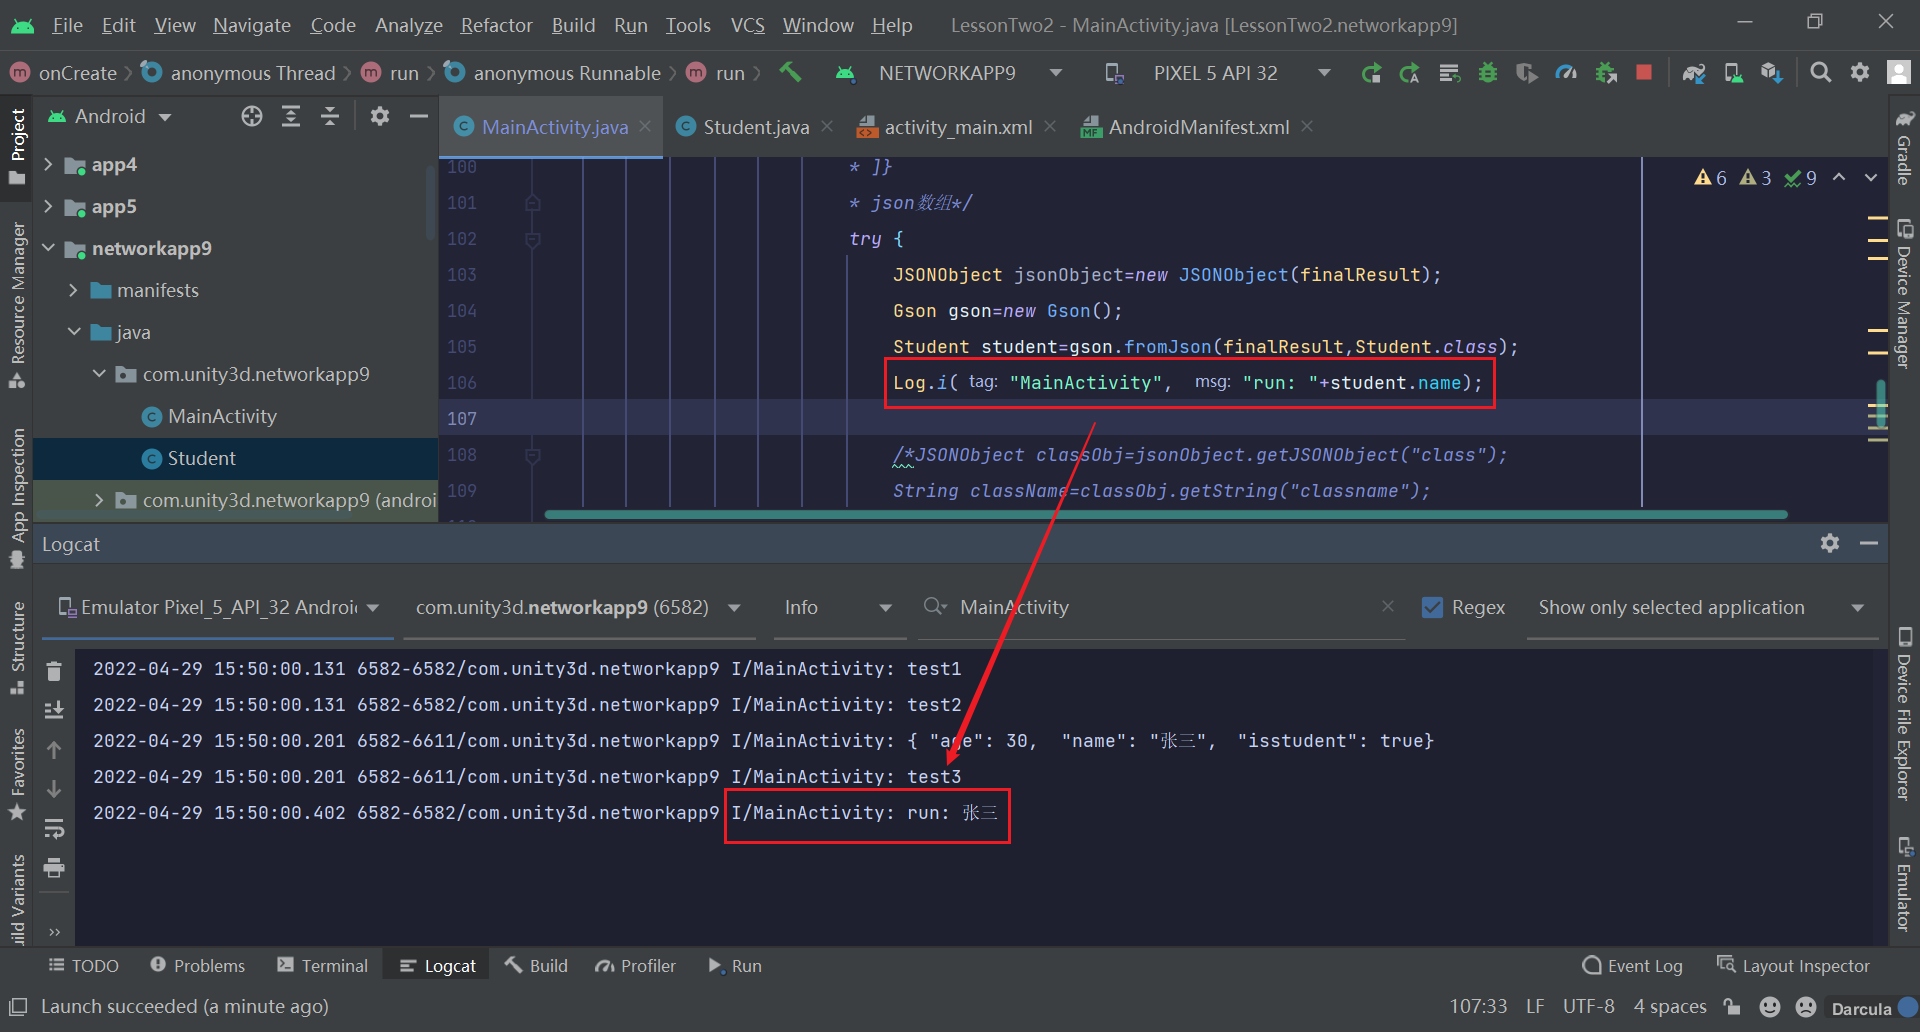 File Edit View Navigate Code Analyze Refactor Build Run Tools VCS Window Help LessonTwo2 - MainActivity.java [LessonTwo2.networkapp9]
onCreate anonymous Thread run anonymous Runnable run NETWORKAPP9 PIXEL 5 API 32
Android
MainActivity.java Student.java activity_main.xml AndroidManifest.xml
Project
Resource Manager
App Inspection
Structure
Favorites
uild Variants
app4
app5
networkapp9
manifests
java
com.unity3d.networkapp9
MainActivity
Student
com.unity3d.networkapp9 (androi
6 3 9
100 * ]}
101 * json数组*/
102 try {
103 JSONObject jsonObject=new JSONObject(finalResult);
104 Gson gson=new Gson();
105 Student student=gson.fromJson(finalResult,Student.class);
106 Log.i( tag: "MainActivity", msg: "run: "+student.name);
107
108 /*JSONObject classObj=jsonObject.getJSONObject("class");
109 String className=classObj.getString("classname");
Gradle
Device Manager
Device File Explorer
Emulator
Logcat
Emulator Pixel_5_API_32 Androi com.unity3d.networkapp9 (6582) Info MainActivity Regex Show only selected application
2022-04-29 15:50:00.131 6582-6582/com.unity3d.networkapp9 I/MainActivity: test1
2022-04-29 15:50:00.131 6582-6582/com.unity3d.networkapp9 I/MainActivity: test2
2022-04-29 15:50:00.201 6582-6611/com.unity3d.networkapp9 I/MainActivity: { "age": 30, "name": "张三", "isstudent": true}
2022-04-29 15:50:00.201 6582-6611/com.unity3d.networkapp9 I/MainActivity: test3
2022-04-29 15:50:00.402 6582-6582/com.unity3d.networkapp9 I/MainActivity: run: 张三
TODO Problems Terminal Logcat Build Profiler Run Event Log Layout Inspector
Launch succeeded (a minute ago) 107:33 LF UTF-8 4 spaces Darcula